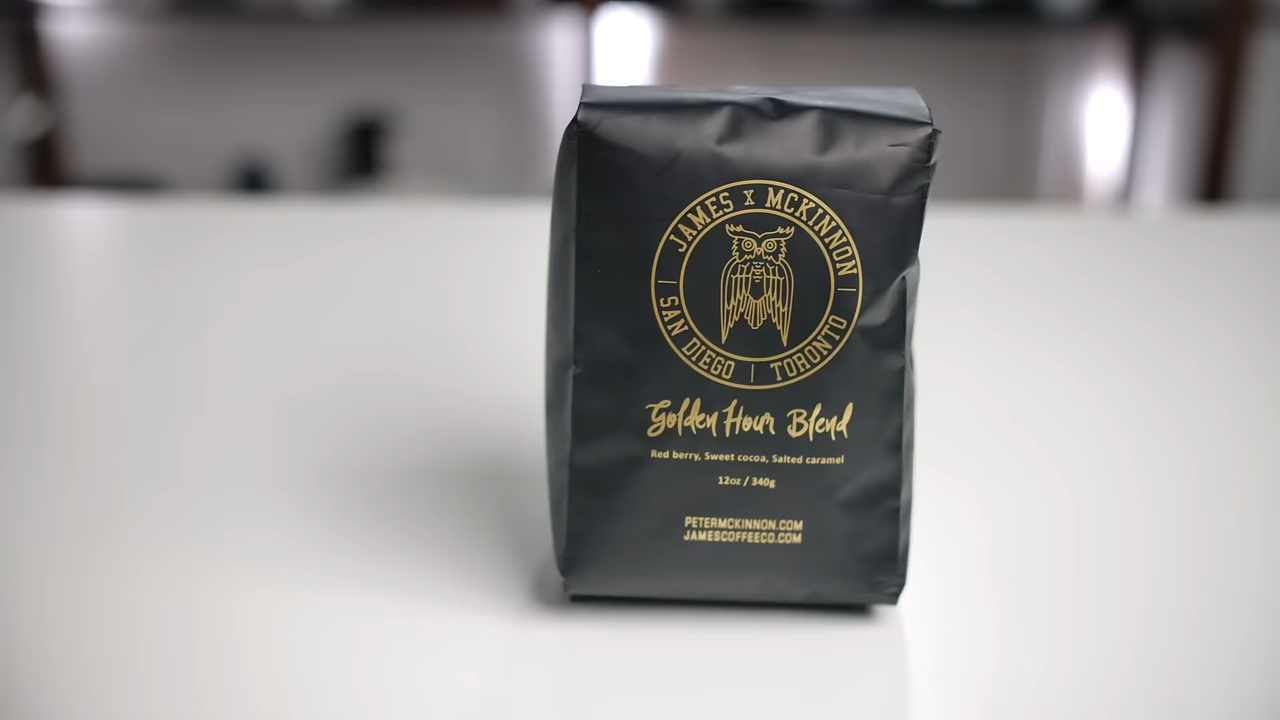 JAMES X MCKINNON
| SAN DIEGO | TORONTO |
Golden Hour Blend
Red berry, Sweet cocoa, Salted caramel
12oz / 340g
PETERMCKINNON.COM
JAMESCOFFEECO.COM